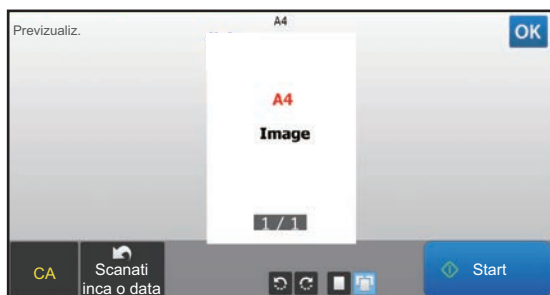 Previzualiz.
A4
OK
A4
Image
1 / 1
CA
Scanati
inca o data
Start